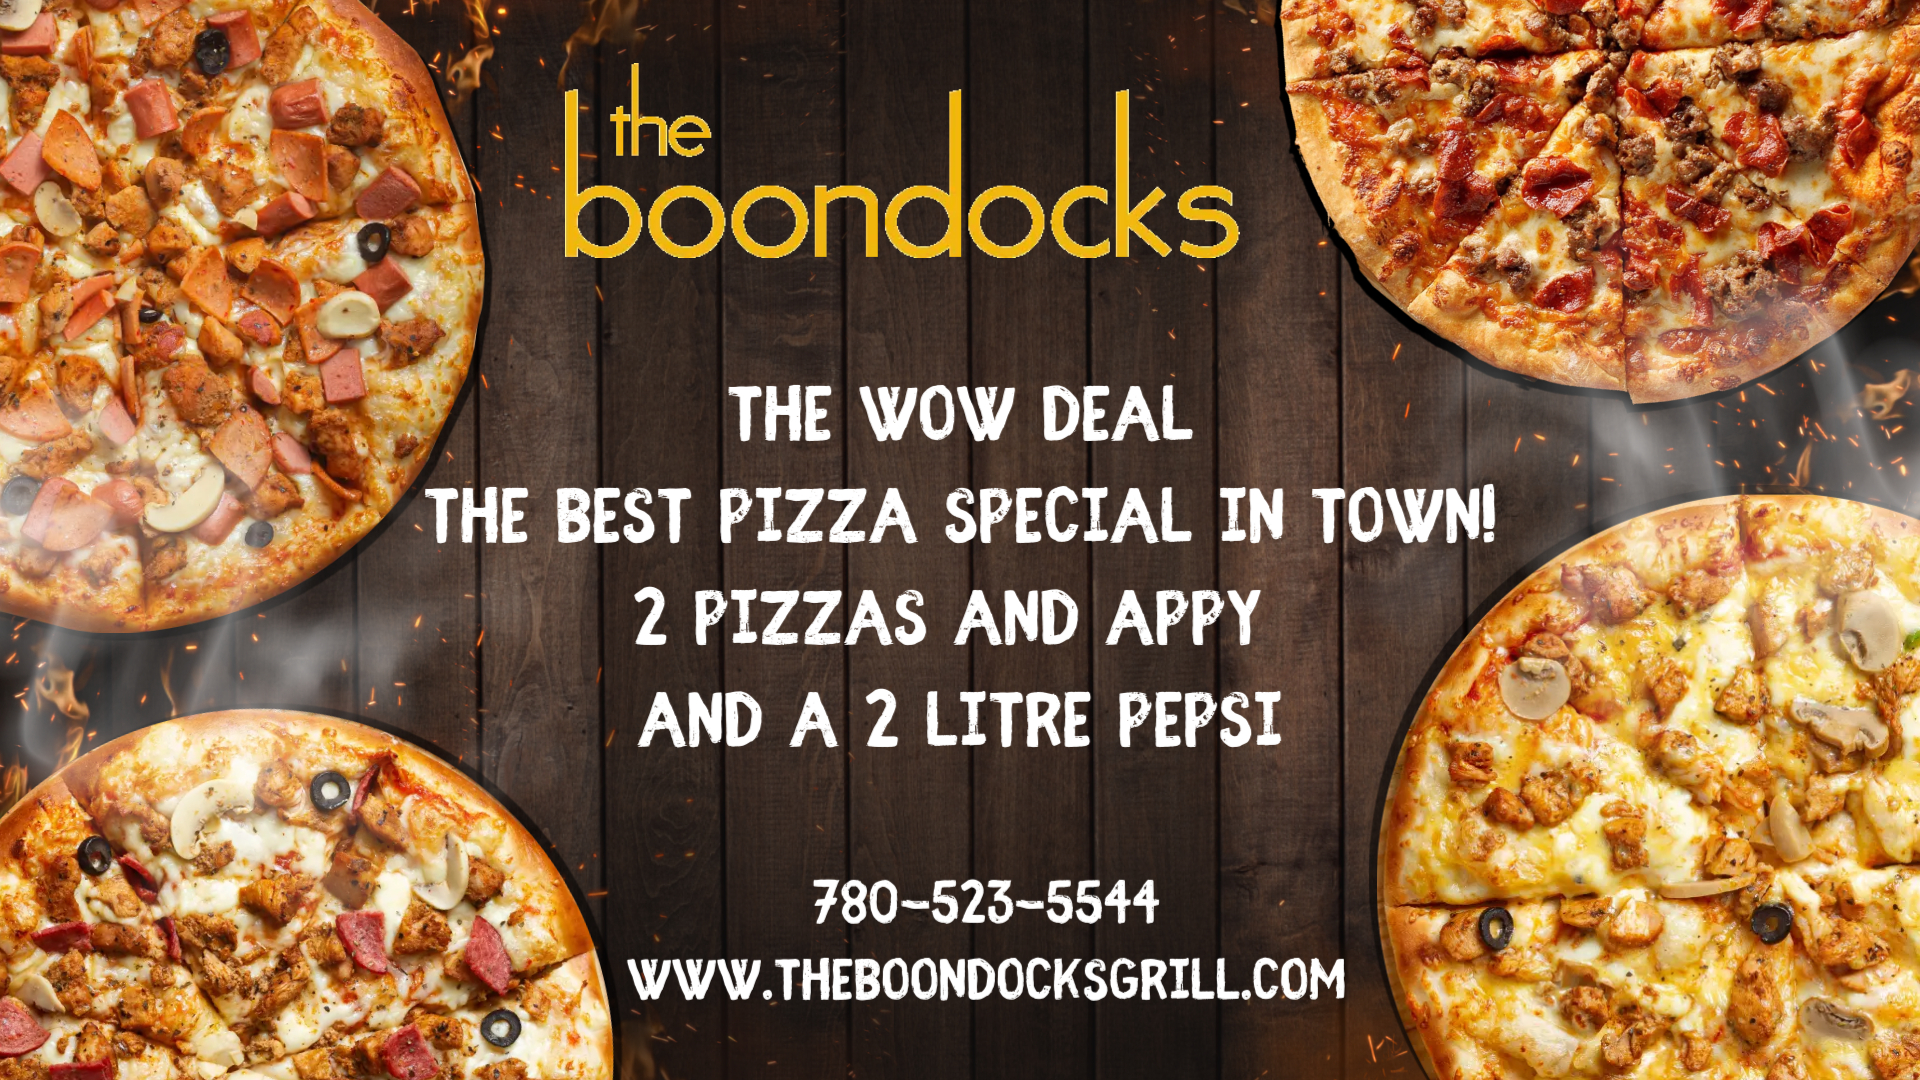 the
boondocks
THE WOW DEAL
THE BEST PIZZA SPECIAL IN TOWN!
2 PIZZAS AND APPY
AND A 2 LITRE PEPSI
780-523-5544
WWW.THEBOONDOCKSGRILL.COM